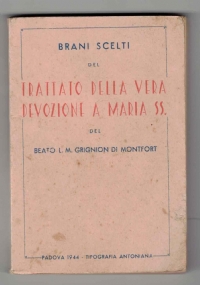 BRANI SCELTI
DEL
TRATTATO DELLA VERA
DEVOZIONE A MARIA SS.
DEL
BEATO L. M. GRIGNION DI MONTFORT
PADOVA 1944 - TIPOGRAFIA ANTONIANA